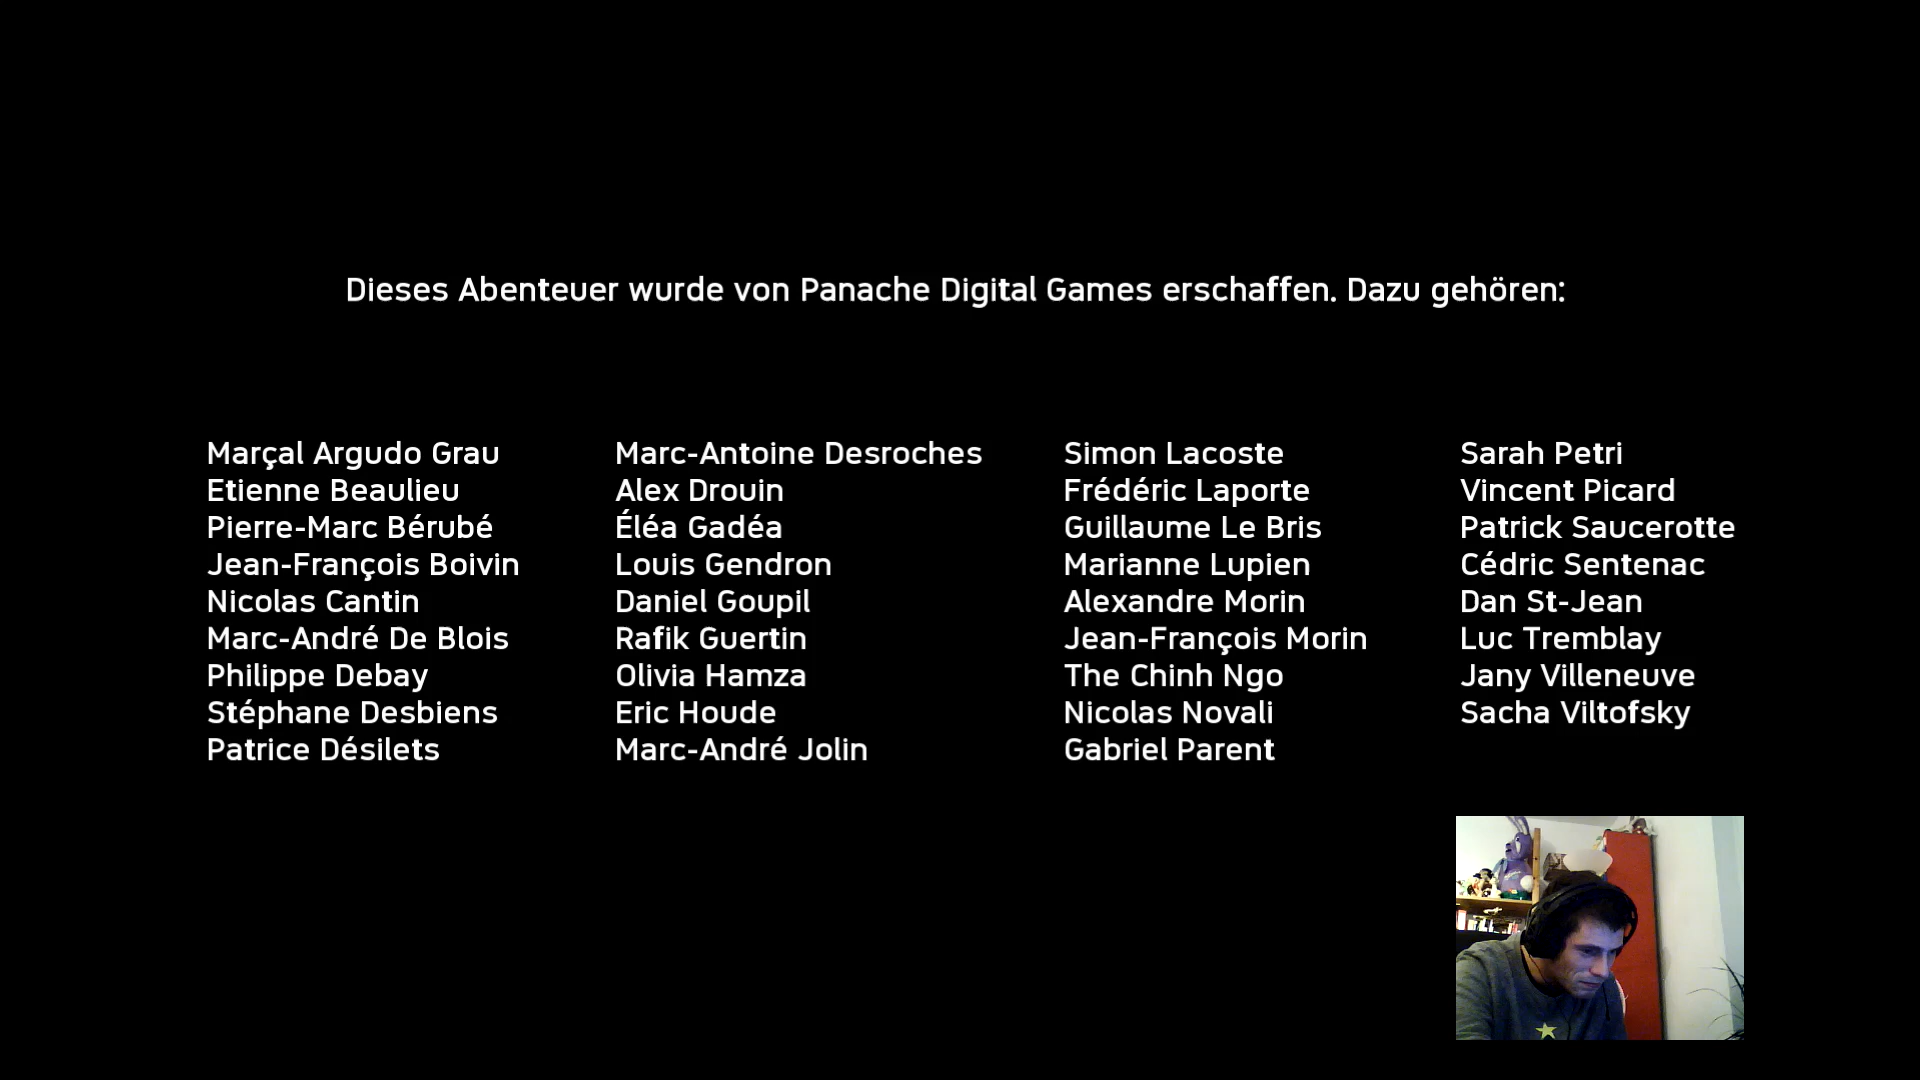 Dieses Abenteuer wurde von Panache Digital Games erschaffen. Dazu gehören:
Marçal Argudo Grau
Etienne Beaulieu
Pierre-Marc Bérubé
Jean-François Boivin
Nicolas Cantin
Marc-André De Blois
Philippe Debay
Stéphane Desbiens
Patrice Désilets
Marc-Antoine Desroches
Alex Drouin
Éléa Gadéa
Louis Gendron
Daniel Goupil
Rafik Guertin
Olivia Hamza
Eric Houde
Marc-André Jolin
Simon Lacoste
Frédéric Laporte
Guillaume Le Bris
Marianne Lupien
Alexandre Morin
Jean-François Morin
The Chinh Ngo
Nicolas Novali
Gabriel Parent
Sarah Petri
Vincent Picard
Patrick Saucerotte
Cédric Sentenac
Dan St-Jean
Luc Tremblay
Jany Villeneuve
Sacha Viltofsky